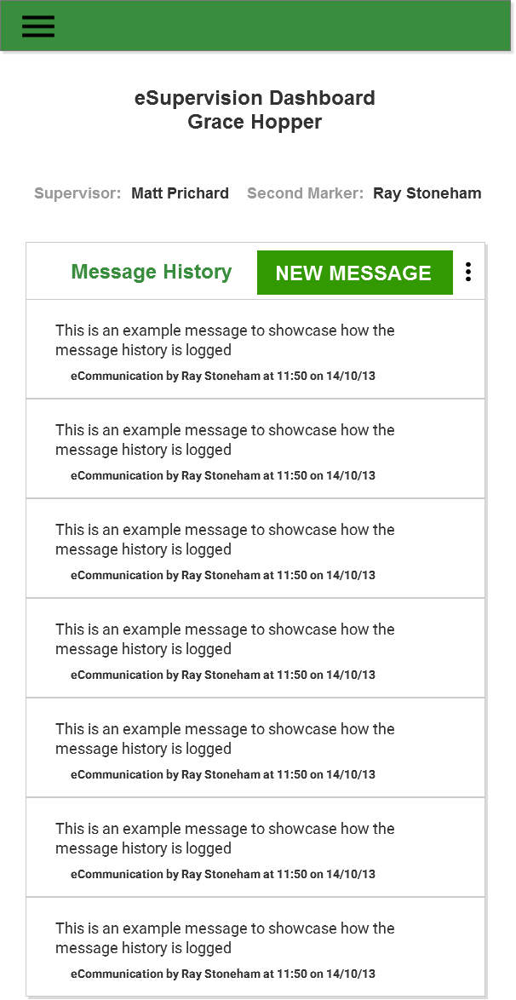 eSupervision Dashboard
Grace Hopper
Supervisor: Matt Prichard Second Marker: Ray Stoneham
Message History NEW MESSAGE
This is an example message to showcase how the
message history is logged
eCommunication by Ray Stoneham at 11:50 on 14/10/13
This is an example message to showcase how the
message history is logged
eCommunication by Ray Stoneham at 11:50 on 14/10/13
This is an example message to showcase how the
message history is logged
eCommunication by Ray Stoneham at 11:50 on 14/10/13
This is an example message to showcase how the
message history is logged
eCommunication by Ray Stoneham at 11:50 on 14/10/13
This is an example message to showcase how the
message history is logged
eCommunication by Ray Stoneham at 11:50 on 14/10/13
This is an example message to showcase how the
message history is logged
eCommunication by Ray Stoneham at 11:50 on 14/10/13
This is an example message to showcase how the
message history is logged
eCommunication by Ray Stoneham at 11:50 on 14/10/13